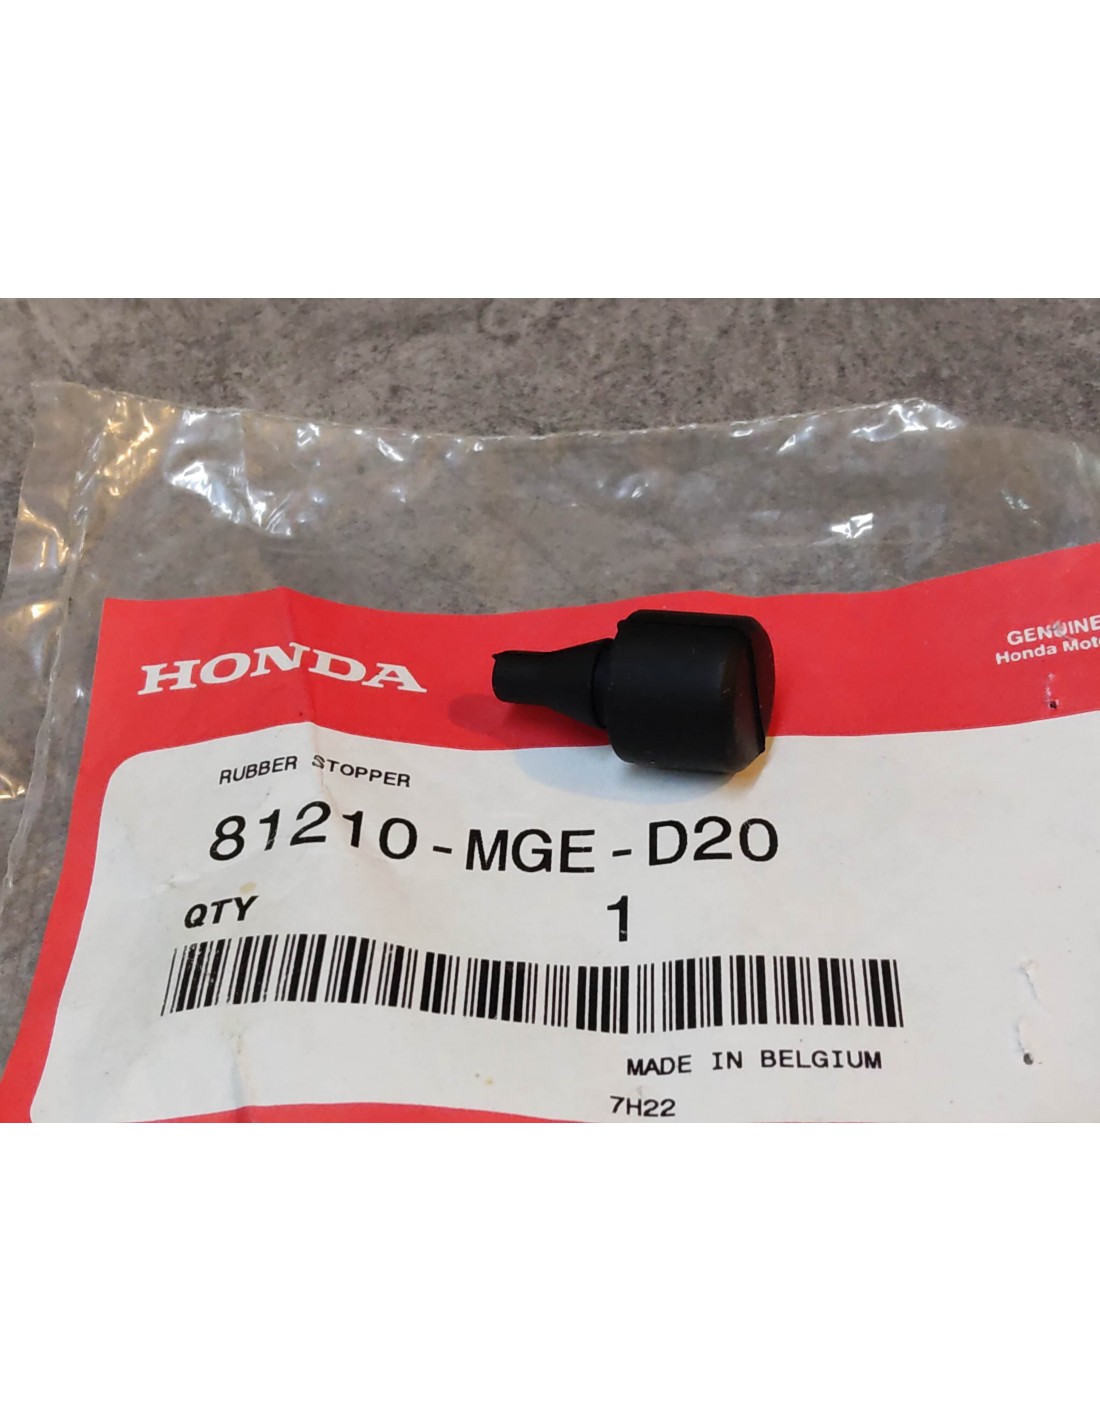 HONDA
GENUINE
Honda
RUBBER STOPPER
81210-MGE-D20
QTY 1
MADE IN BELGIUM
7H22